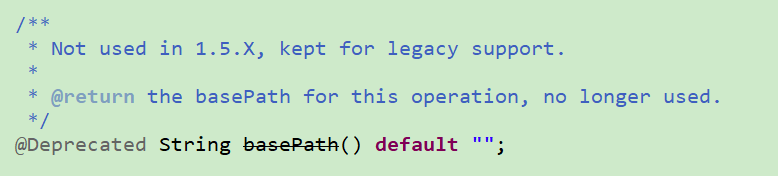 /**
* Not used in 1.5.X, kept for legacy support.
*
* @return the basePath for this operation, no longer used.
*/
@Deprecated String basePath() default "";